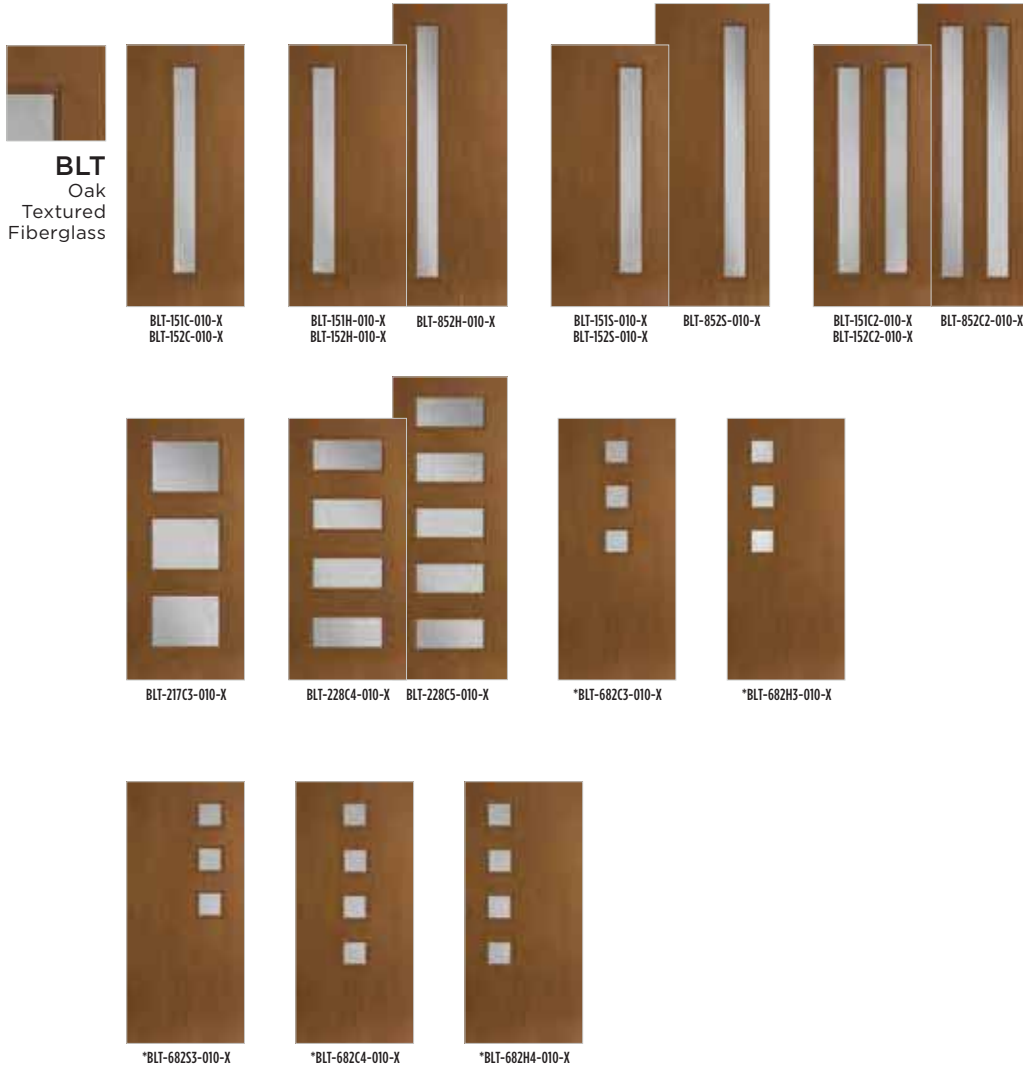 BLT
Oak
Textured
Fiberglass
BLT-151C-010-X
BLT-152C-010-X
BLT-151H-010-X
BLT-152H-010-X
BLT-852H-010-X
BLT-151S-010-X
BLT-152S-010-X
BLT-852S-010-X
BLT-151C2-010-X
BLT-152C2-010-X
BLT-852C2-010-X
BLT-217C3-010-X
BLT-228C4-010-X
BLT-228C5-010-X
*BLT-682C3-010-X
*BLT-682H3-010-X
*BLT-682S3-010-X
*BLT-682C4-010-X
*BLT-682H4-010-X